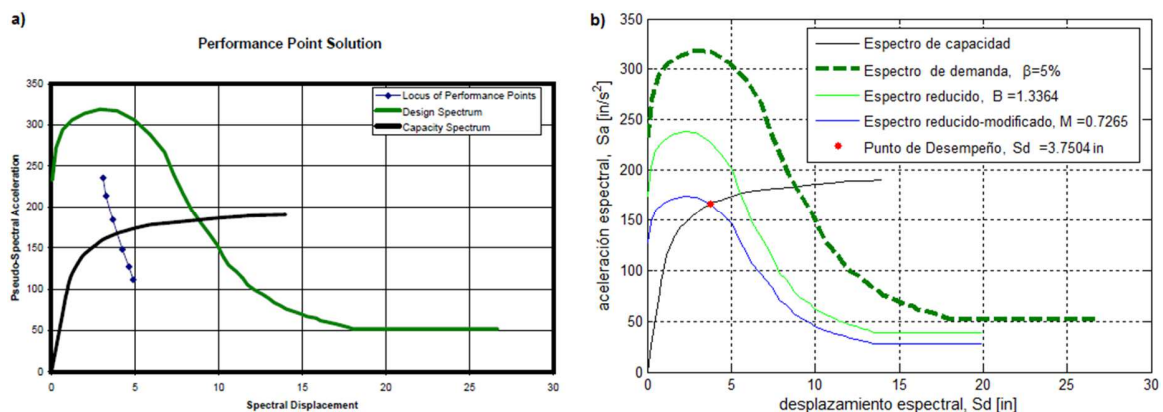 a)
Performance Point Solution
Pseudo-Spectral Acceleration
350
300
250
200
150
100
50
0
0 5 10 15 20 25 30
Spectral Displacement
Locus of Performance Points
Design Spectrum
Capacity Spectrum
b)
aceleración espectral, Sa [in/s²]
350
300
250
200
150
100
50
0
0 5 10 15 20 25 30
desplazamiento espectral, Sd [in]
Espectro de capacidad
Espectro de demanda, β=5%
Espectro reducido, B =1.3364
Espectro reducido-modificado, M =0.7265
Punto de Desempeño, Sd =3.7504 in